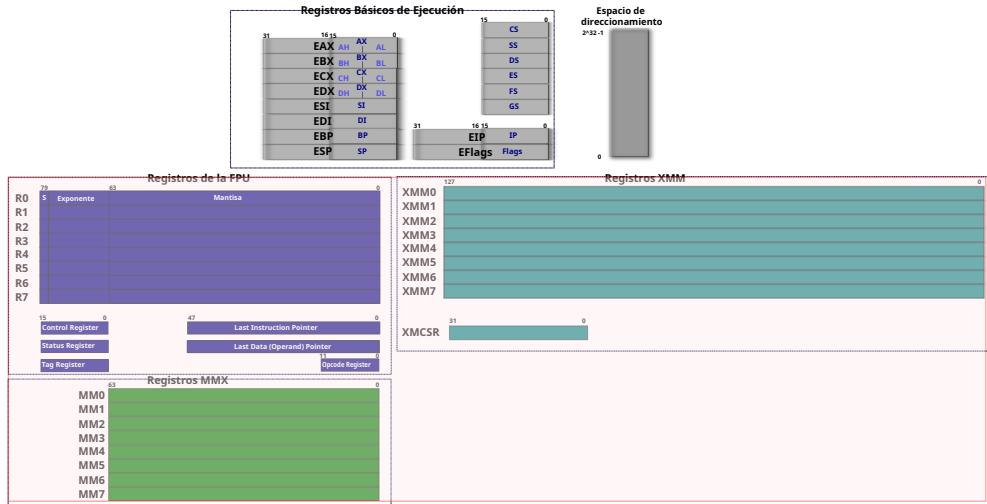 Registros Básicos de Ejecución
Espacio de
direccionamiento
2^32 -1
0
31 16 15 0
EAX AH AX AL
EBX BH BX BL
ECX CH CX CL
EDX DH DX DL
ESI SI
EDI DI
EBP BP
ESP SP
15 0
CS
SS
DS
ES
FS
GS
31 16 15 0
EIP IP
EFlags Flags
Registros de la FPU
79 63 0
R0 S Exponente Mantisa
R1
R2
R3
R4
R5
R6
R7
15 0
Control Register
Status Register
Tag Register
47 0
Last Instruction Pointer
Last Data (Operand) Pointer
11 0
Opcode Register
Registros XMM
127 0
XMM0
XMM1
XMM2
XMM3
XMM4
XMM5
XMM6
XMM7
31 0
XMCSR
Registros MMX
63 0
MM0
MM1
MM2
MM3
MM4
MM5
MM6
MM7